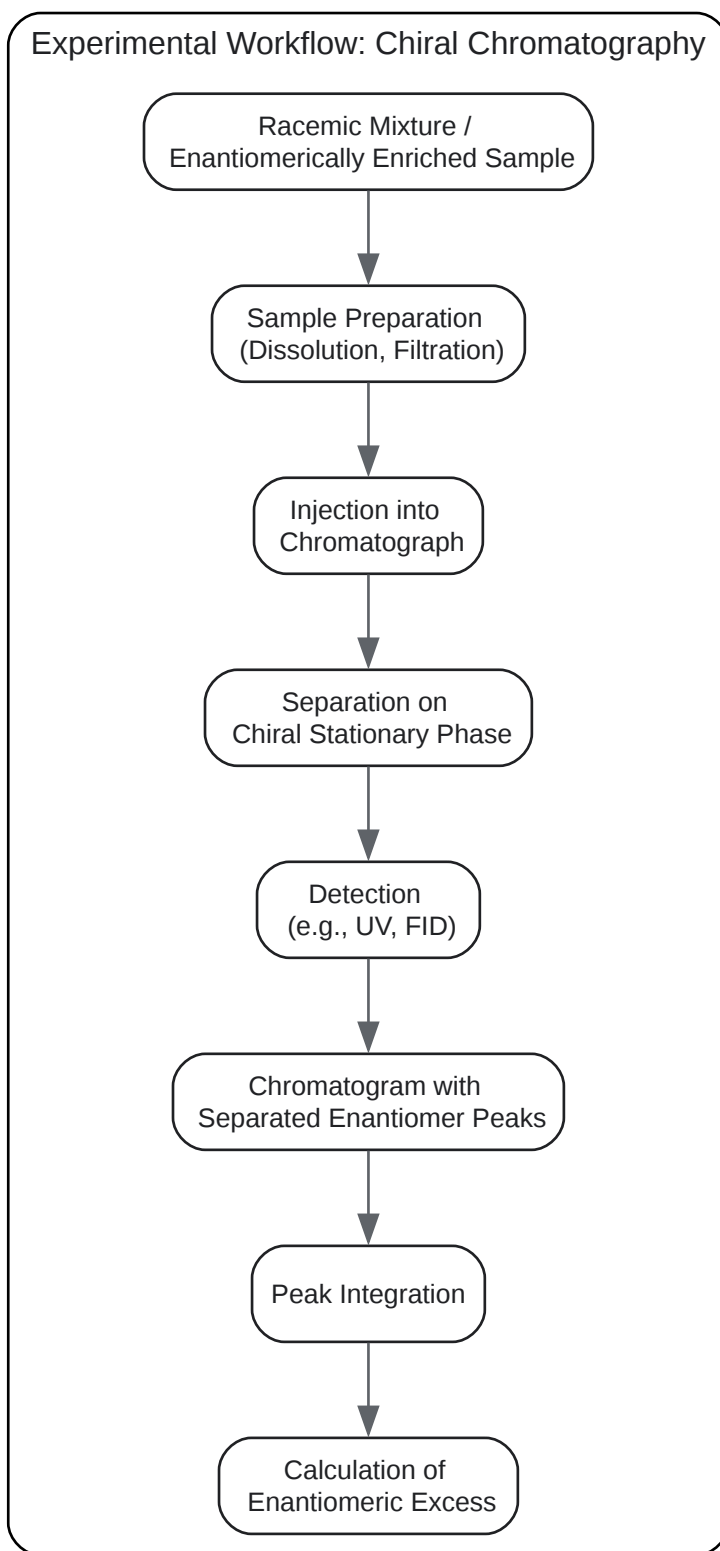 Experimental Workflow: Chiral Chromatography
Racemic Mixture /
Enantiomerically Enriched Sample
Sample Preparation
(Dissolution, Filtration)
Injection into
Chromatograph
Separation on
Chiral Stationary Phase
Detection
(e.g., UV, FID)
Chromatogram with
Separated Enantiomer Peaks
Peak Integration
Calculation of
Enantiomeric Excess